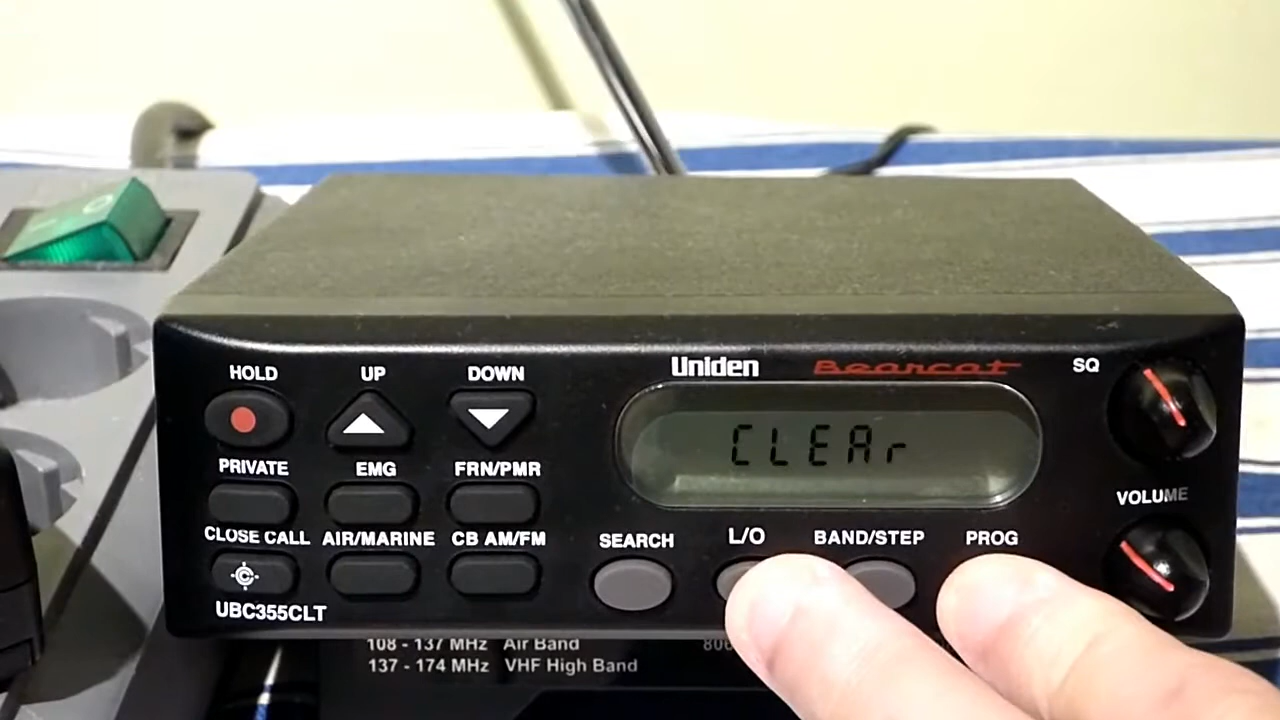 HOLD UP DOWN
Uniden Bearcat
SQ
CLEAr
PRIVATE EMG FRN/PMR
VOLUME
CLOSE CALL AIR/MARINE CB AM/FM
SEARCH L/O BAND/STEP PROG
UBC355CLT
108 - 137 MHz Air Band
137 - 174 MHz VHF High Band